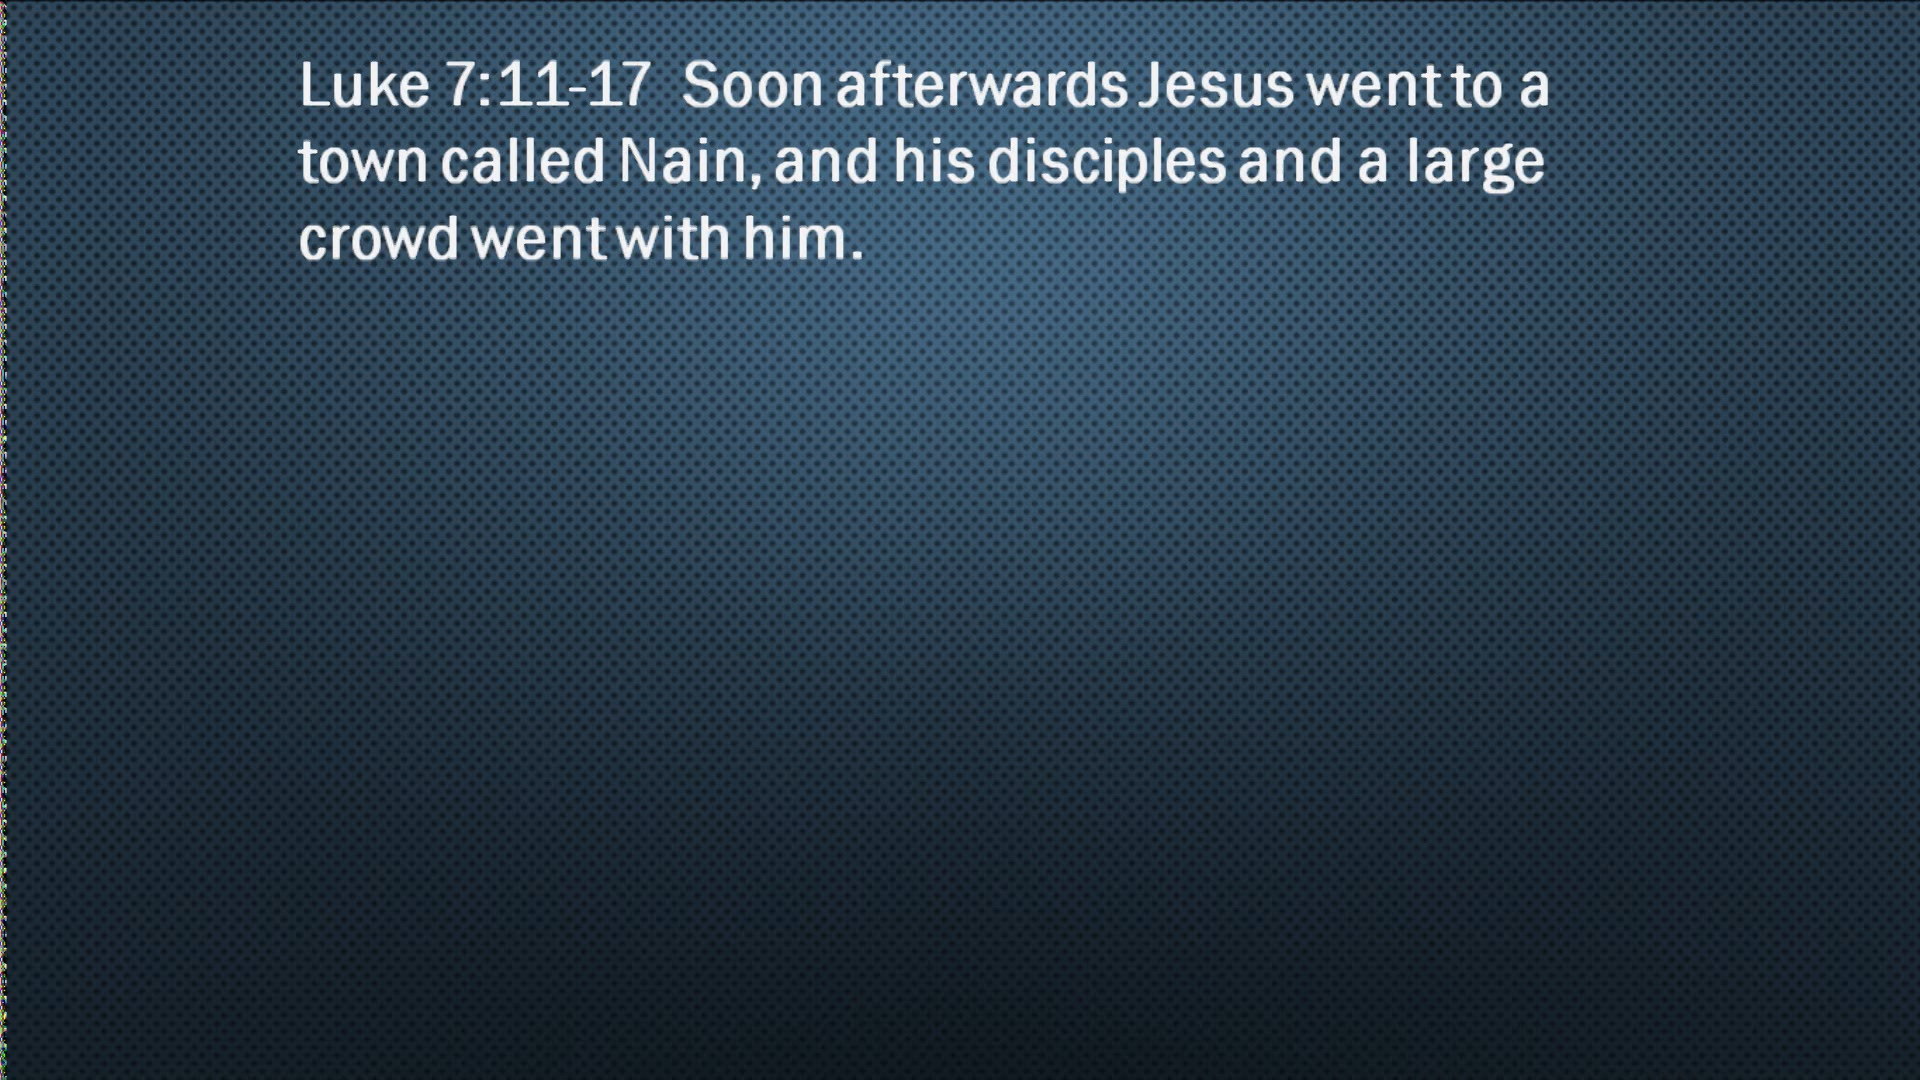 Luke 7:11-17  Soon afterwards Jesus went to a
town called Nain, and his disciples and a large
crowd went with him.